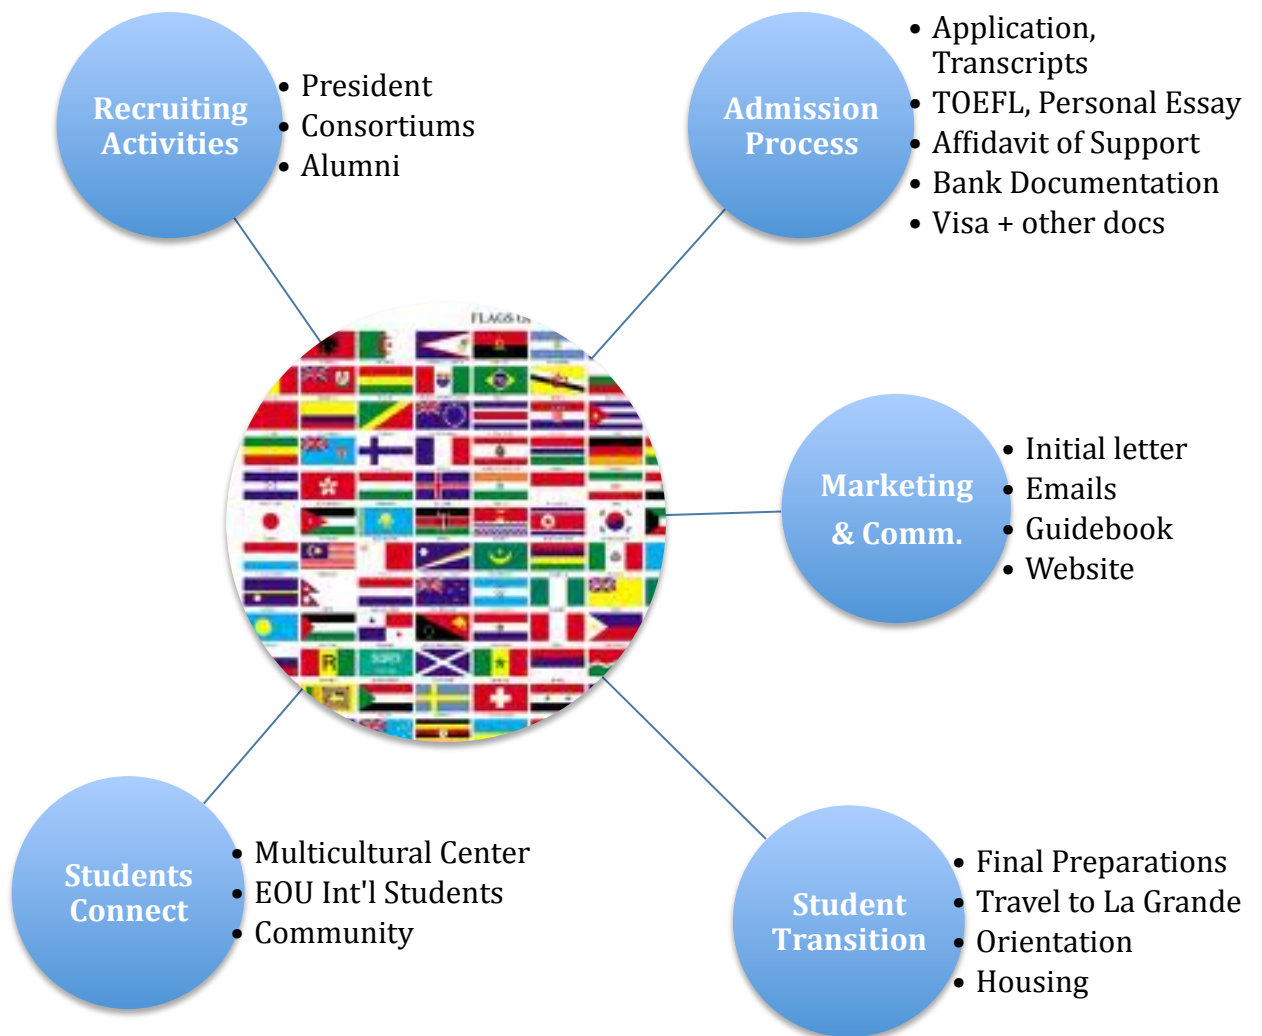 Recruiting
Activities
• President
• Consortiums
• Alumni
Admission
Process
• Application,
Transcripts
• TOEFL, Personal Essay
• Affidavit of Support
• Bank Documentation
• Visa + other docs
FLAGS
Marketing
& Comm.
• Initial letter
• Emails
• Guidebook
• Website
R
Students
Connect
• Multicultural Center
• EOU Int'l Students
• Community
Student
Transition
• Final Preparations
• Travel to La Grande
• Orientation
• Housing